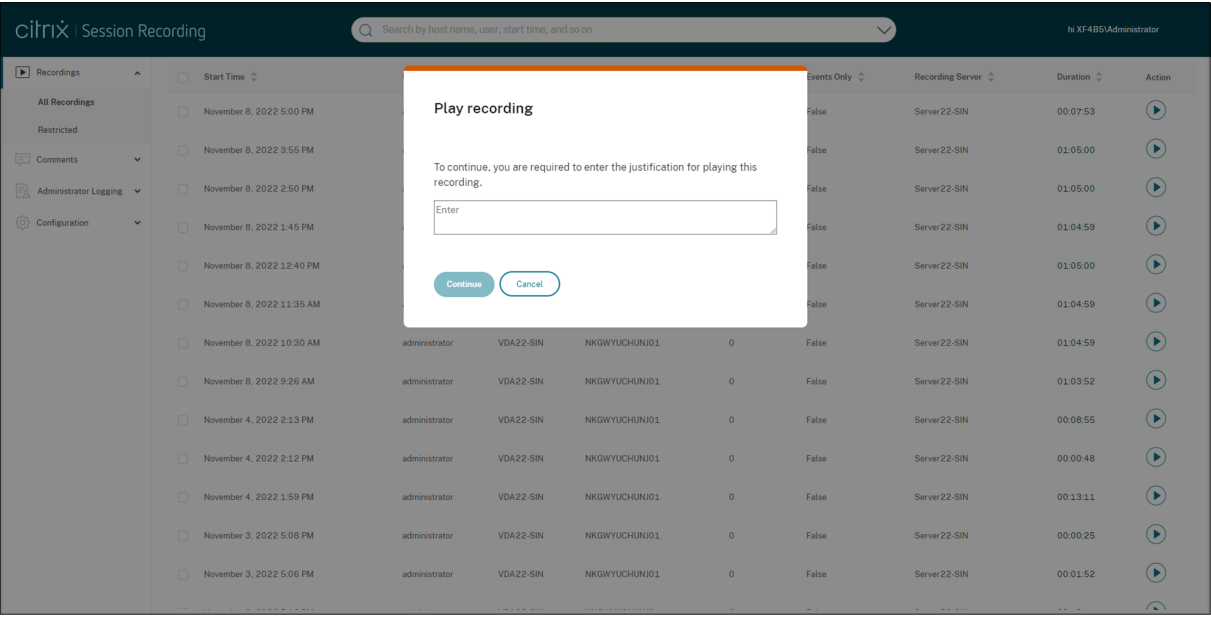 citrix | Session Recording
Search by host name, user, start time, and so on
hi XF4B5\Administrator
Recordings
All Recordings
Restricted
Comments
Administrator Logging
Configuration
Start Time
Events Only
Recording Server
Duration
Action
Play recording
To continue, you are required to enter the justification for playing this
recording.
Enter
Continue
Cancel
November 8, 2022 5:00 PM False Server22-SIN 00:07:53
November 8, 2022 3:55 PM False Server22-SIN 01:05:00
November 8, 2022 2:50 PM False Server22-SIN 01:05:00
November 8, 2022 1:45 PM False Server22-SIN 01:04:59
November 8, 2022 12:40 PM False Server22-SIN 01:05:00
November 8, 2022 11:35 AM False Server22-SIN 01:04:59
November 8, 2022 10:30 AM administrator VDA22-SIN NKGWYUCHUNJ01 0 False Server22-SIN 01:04:59
November 8, 2022 9:26 AM administrator VDA22-SIN NKGWYUCHUNJ01 0 False Server22-SIN 01:03:52
November 4, 2022 2:13 PM administrator VDA22-SIN NKGWYUCHUNJ01 0 False Server22-SIN 00:08:55
November 4, 2022 2:12 PM administrator VDA22-SIN NKGWYUCHUNJ01 0 False Server22-SIN 00:00:48
November 4, 2022 1:59 PM administrator VDA22-SIN NKGWYUCHUNJ01 0 False Server22-SIN 00:13:11
November 3, 2022 5:08 PM administrator VDA22-SIN NKGWYUCHUNJ01 0 False Server22-SIN 00:00:25
November 3, 2022 5:06 PM administrator VDA22-SIN NKGWYUCHUNJ01 0 False Server22-SIN 00:01:52